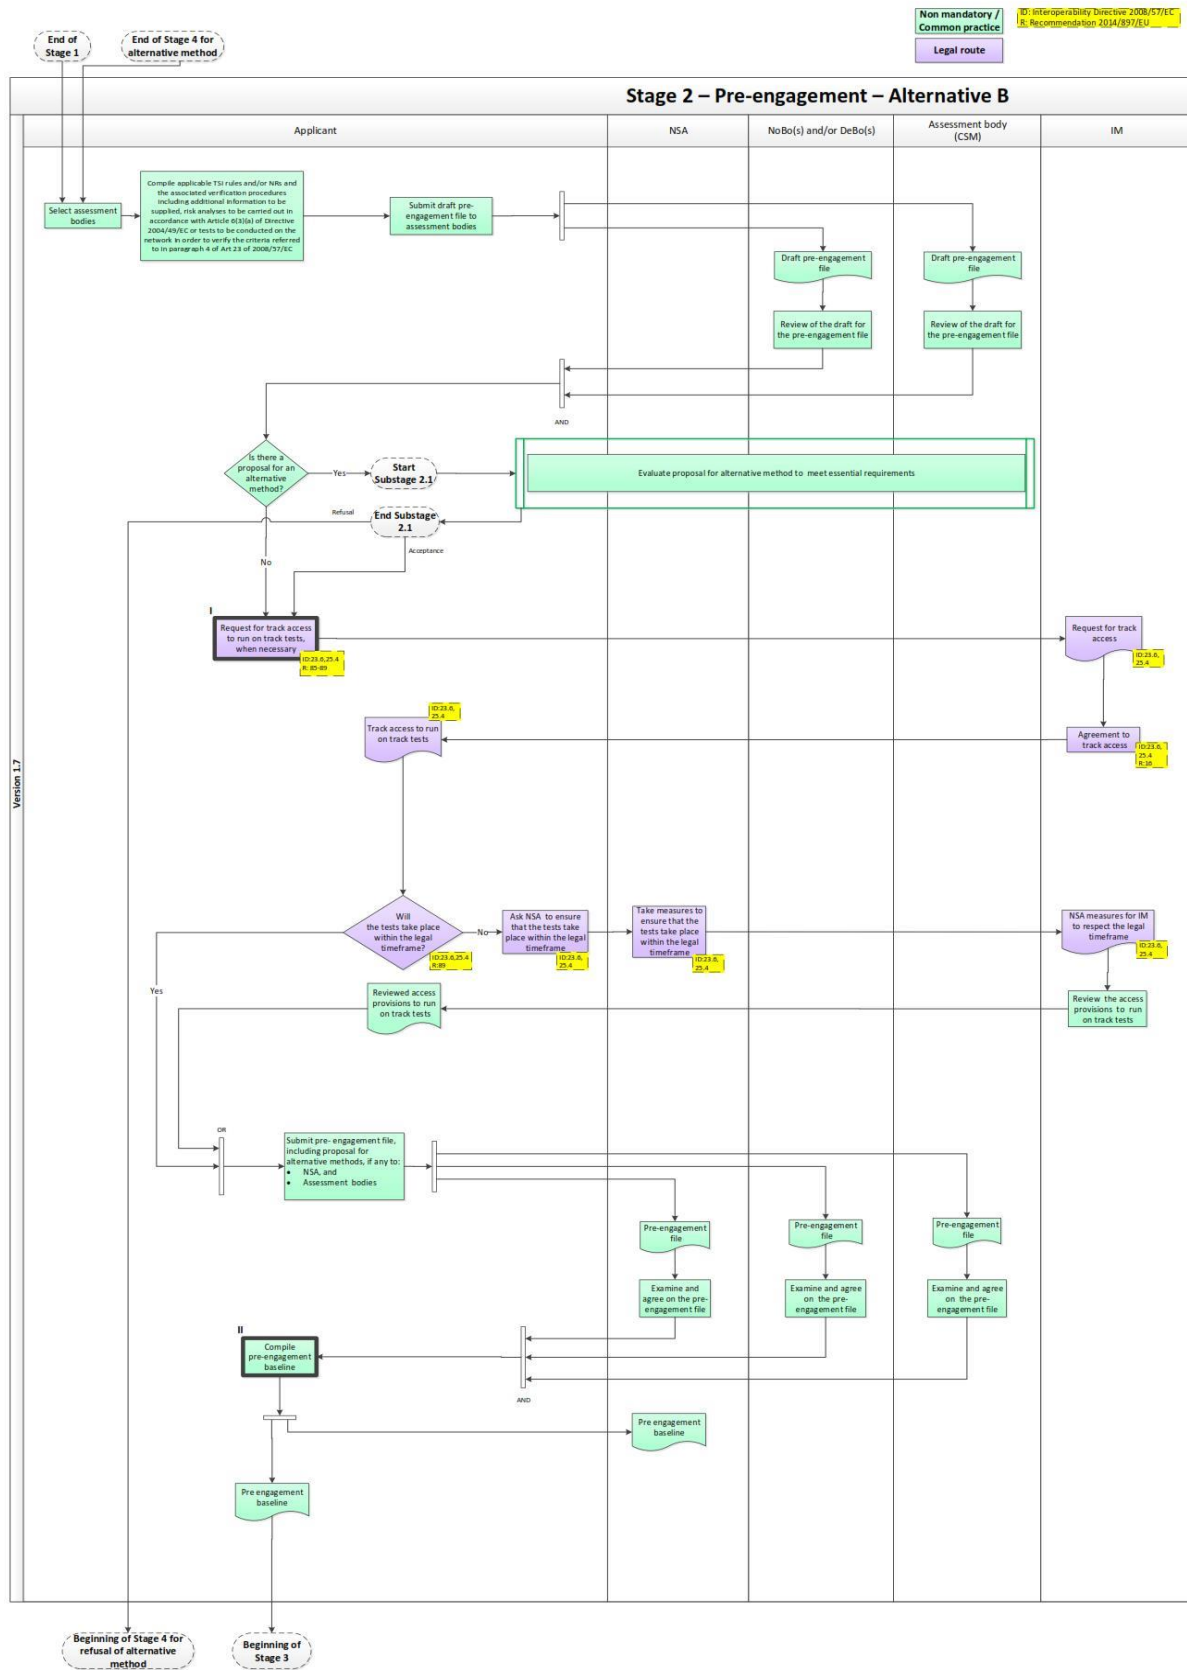 Non mandatory /
Common practice
ID: Interoperability Directive 2008/57/EC
R: Recommendation 2014/897/EU
Legal route
End of
Stage 1
End of Stage 4 for
alternative method
Stage 2 – Pre-engagement – Alternative B
Applicant
NSA
NoBo(s) and/or DeBo(s)
Assessment body
(CSM)
IM
Version 1.7
Select assessment
bodies
Compile applicable TSI rules and/or NRs and
the associated verification procedures
including additional information to be
supplied, risk analyses to be carried out in
accordance with Article 6(3)(a) of Directive
2004/49/EC or tests to be conducted on the
network in order to verify the criteria referred
to in paragraph 4 of Art 23 of 2008/57/EC
Submit draft pre-
engagement file to
assessment bodies
Draft pre-engagement
file
Draft pre-engagement
file
Review of the draft for
the pre-engagement file
Review of the draft for
the pre-engagement file
AND
Is there a
proposal for an
alternative
method?
Yes
Start
Substage 2.1
Evaluate proposal for alternative method to meet essential requirements
Refusal
End Substage
2.1
Acceptance
No
I
Request for track access
to run on track tests,
when necessary
ID:23.6,25.4
R: 85-89
Request for track
access
ID:23.6,
25.4
Track access to run
on track tests
ID:23.6,
25.4
Agreement to
track access
ID:23.6,
25.4
R:16
Will
the tests take place
within the legal
timeframe?
ID:23.6,25.4
R:89
No
Ask NSA to ensure
that the tests take
place within the legal
timeframe
ID:23.6,
25.4
Take measures to
ensure that the
tests take place
within the legal
timeframe
ID:23.6,
25.4
NSA measures for IM
to respect the legal
timeframe
ID:23.6,
25.4
Yes
Reviewed access
provisions to run
on track tests
Review the access
provisions to run
on track tests
OR
Submit pre- engagement file,
including proposal for
alternative methods, if any to:
• NSA, and
• Assessment bodies
Pre-engagement
file
Pre-engagement
file
Pre-engagement
file
Examine and
agree on the pre-
engagement file
Examine and agree
on the pre-
engagement file
Examine and agree
on the pre-
engagement file
II
Compile
pre-engagement
baseline
AND
Pre engagement
baseline
Pre engagement
baseline
Beginning of Stage 4 for
refusal of alternative
method
Beginning of
Stage 3